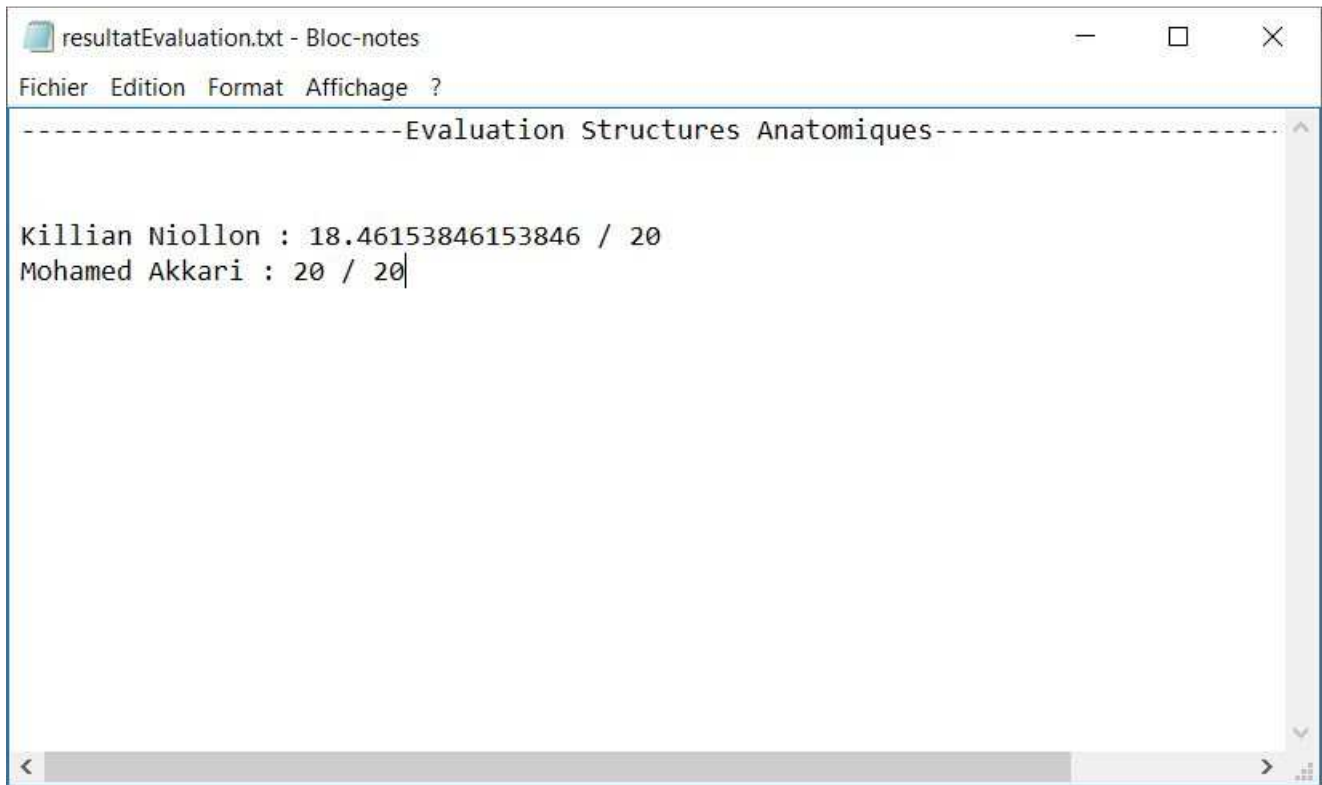 resultatEvaluation.txt - Bloc-notes
Fichier Edition Format Affichage ?
------------------------Evaluation Structures Anatomiques----------------------
Killian Niollon : 18.46153846153846 / 20
Mohamed Akkari : 20 / 20